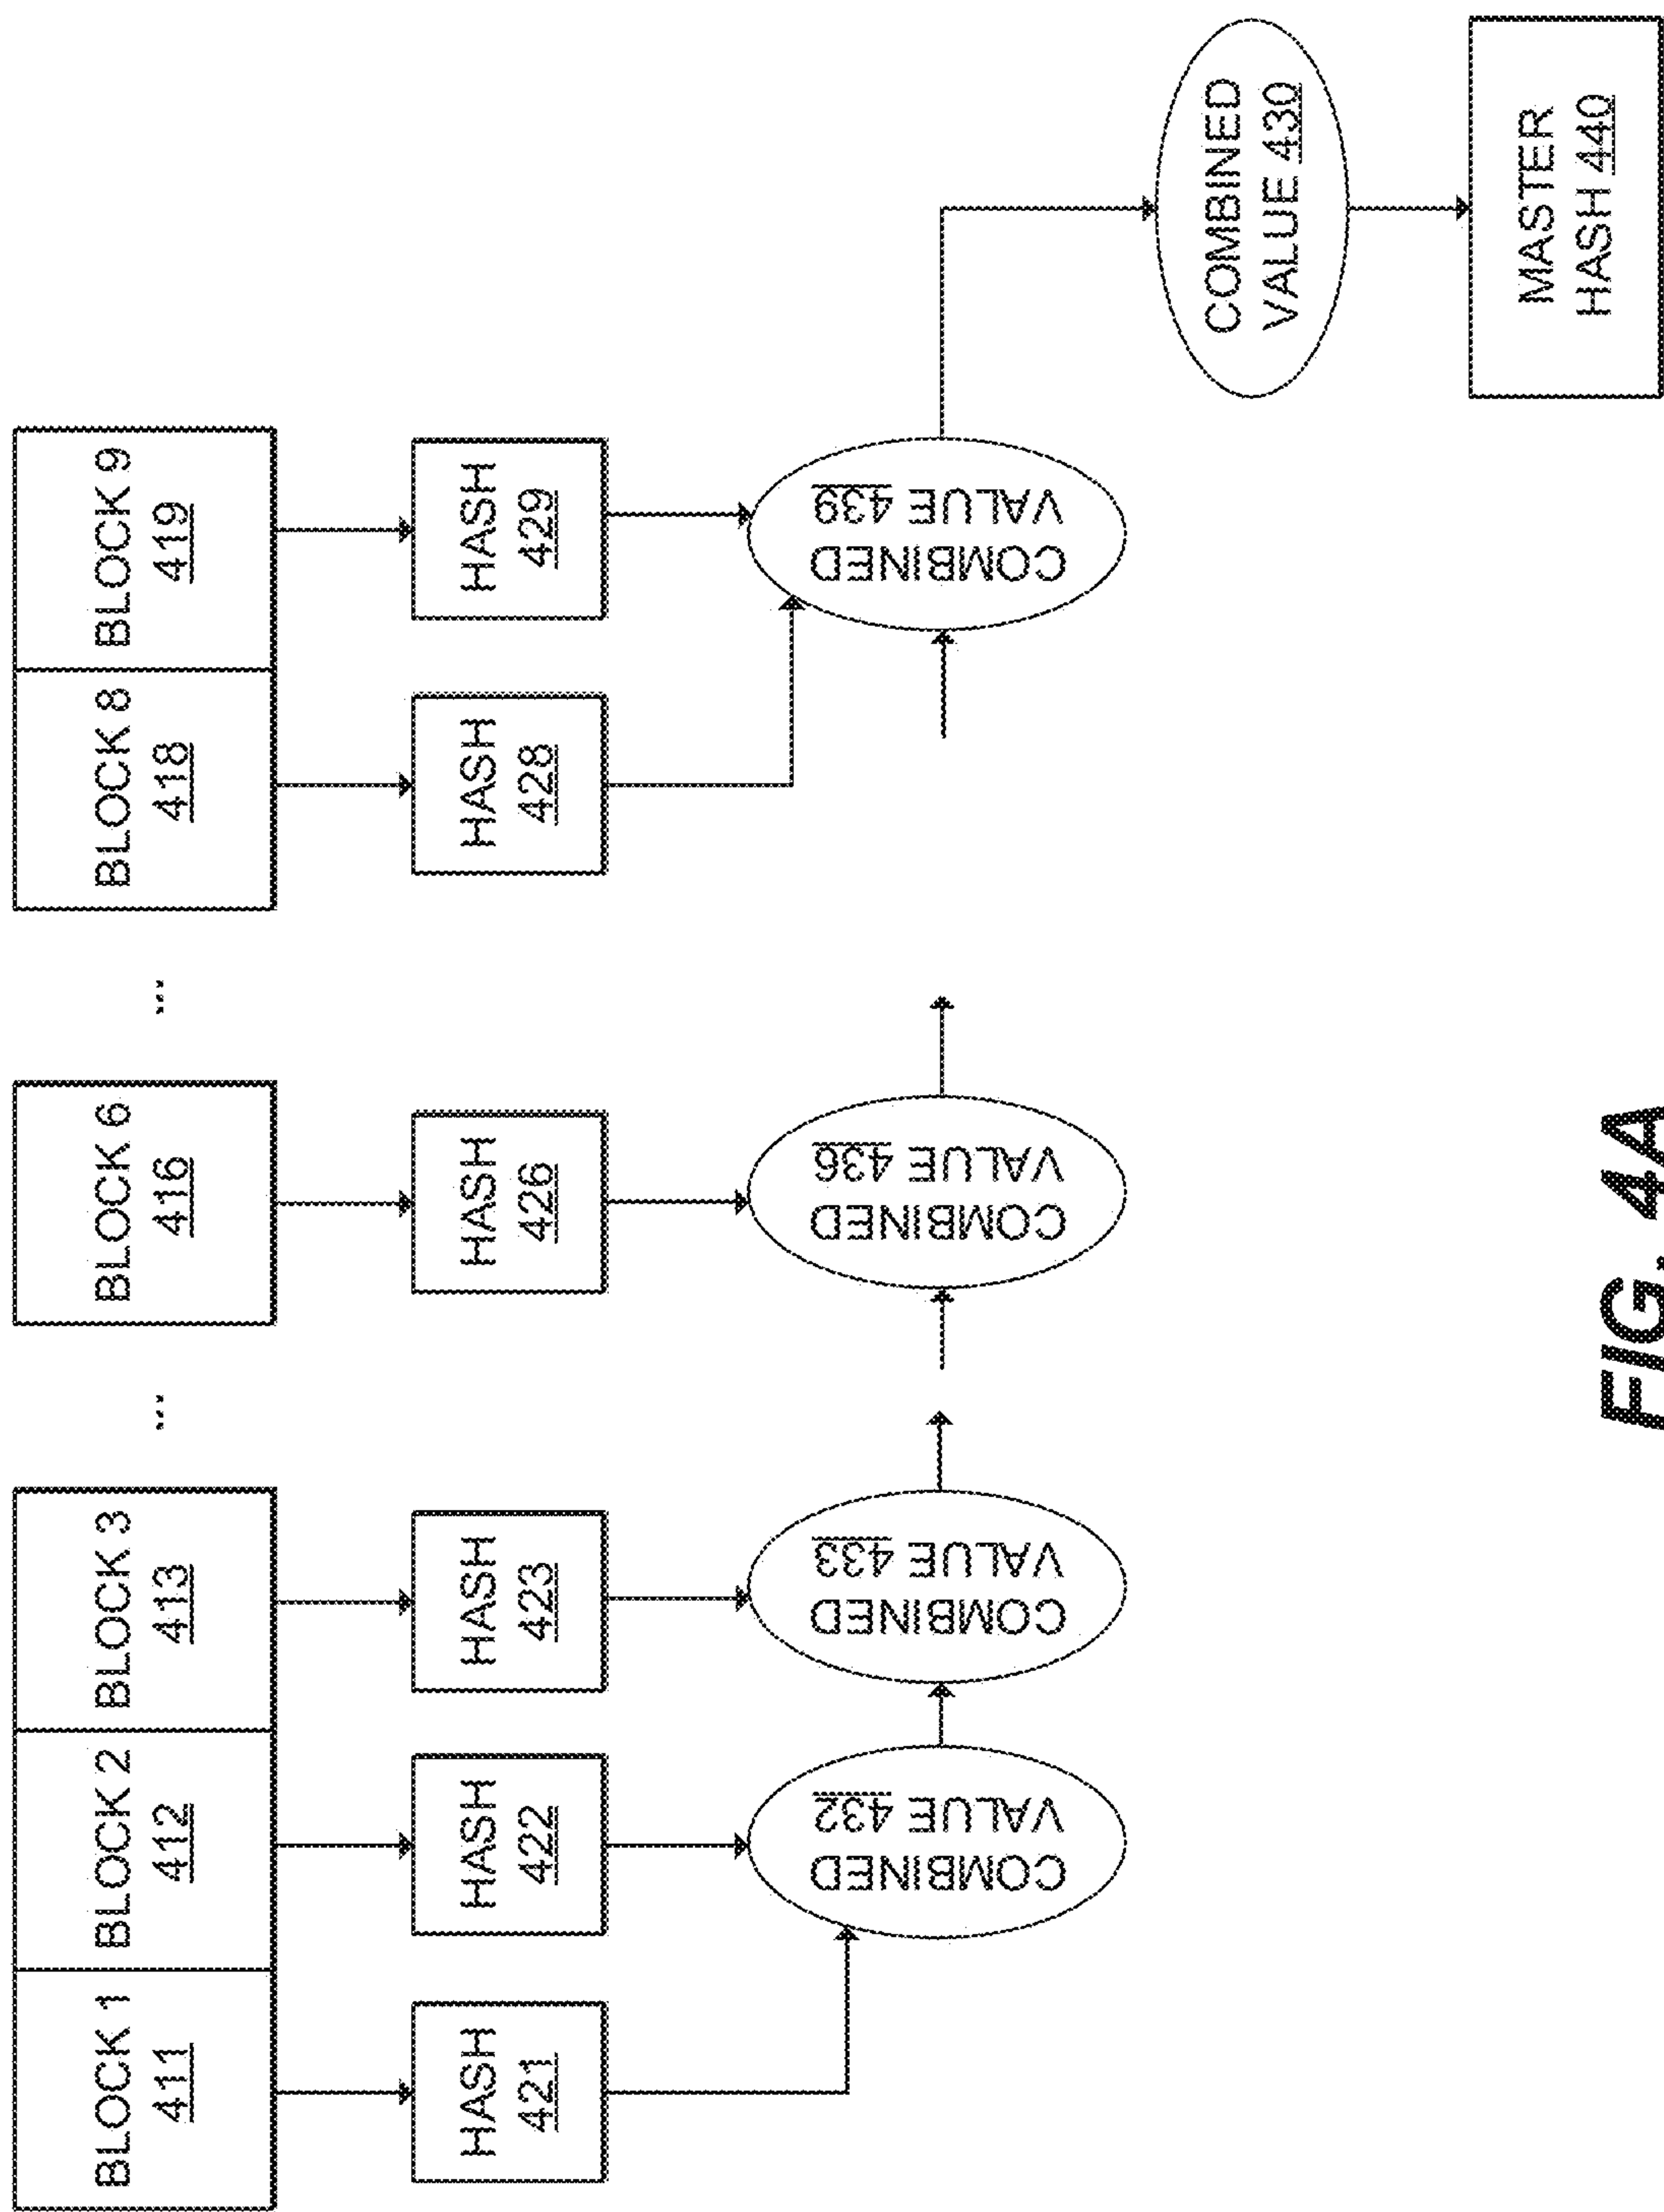 BLOCK 1
411
BLOCK 2
412
BLOCK 3
413
...
BLOCK 6
416
...
BLOCK 8
418
BLOCK 9
419
HASH
421
HASH
422
HASH
423
HASH
426
HASH
428
HASH
429
COMBINED
VALUE 432
COMBINED
VALUE 433
COMBINED
VALUE 436
COMBINED
VALUE 439
COMBINED
VALUE 430
MASTER
HASH 440
FIG. 4A